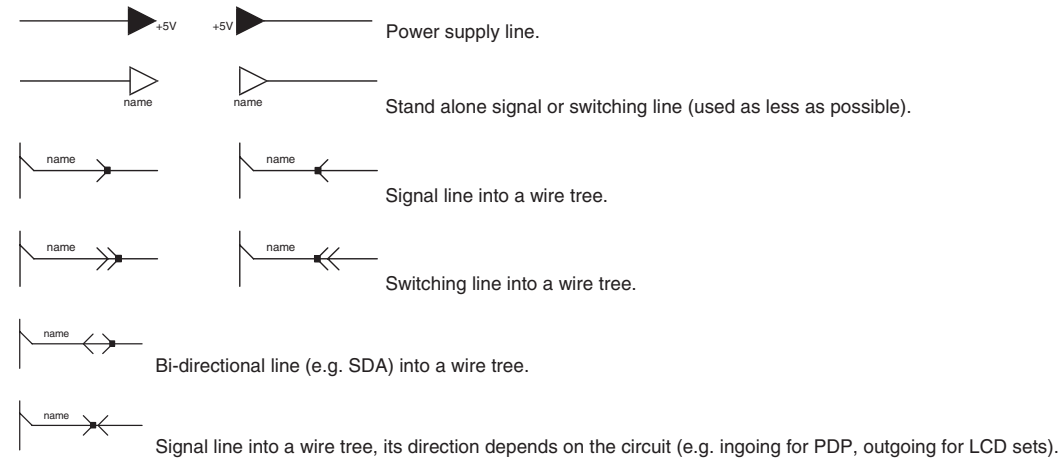 +5V +5V Power supply line.
name name Stand alone signal or switching line (used as less as possible).
name name Signal line into a wire tree.
name name Switching line into a wire tree.
name Bi-directional line (e.g. SDA) into a wire tree.
name Signal line into a wire tree, its direction depends on the circuit (e.g. ingoing for PDP, outgoing for LCD sets).